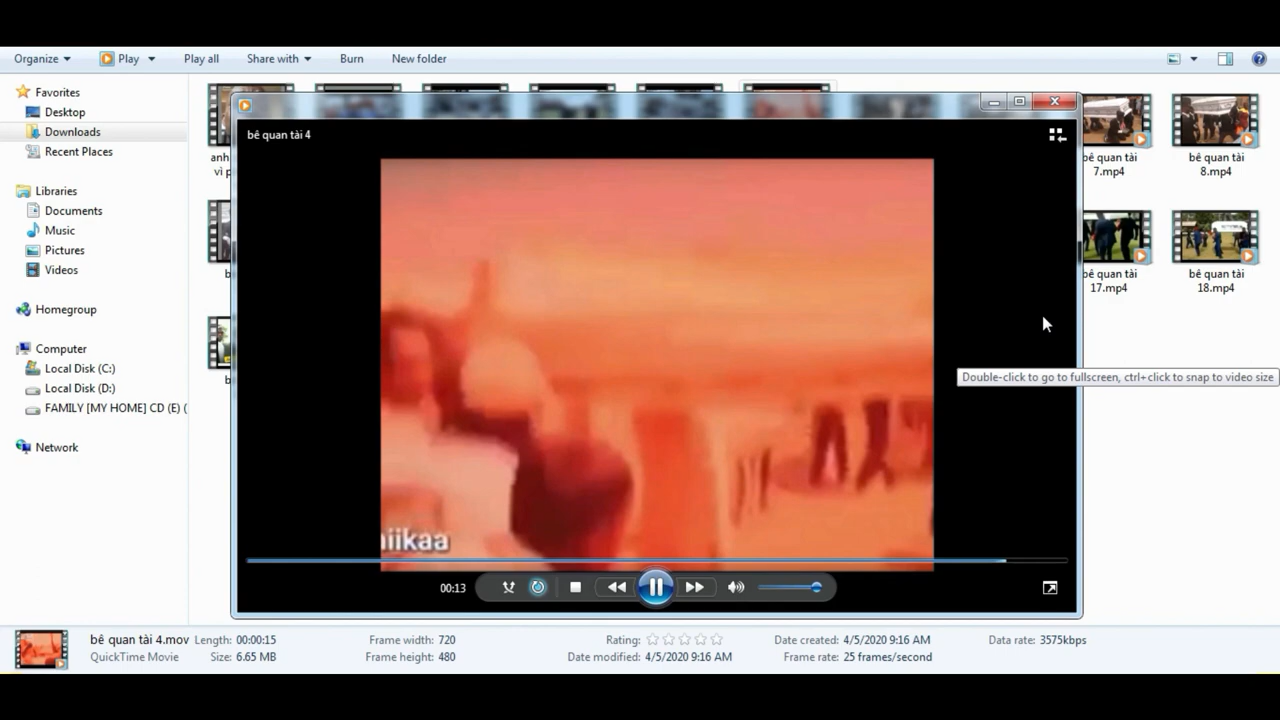 Organize Play Play all Share with Burn New folder
Favorites
Desktop
Downloads
Recent Places
Libraries
Documents
Music
Pictures
Videos
Homegroup
Computer
Local Disk (C:)
Local Disk (D:)
FAMILY [MY HOME] CD (E) (
Network
anh
vì p
bê quan tài 4
bê quan tài
7.mp4
bê quan tài
8.mp4
bê quan tài
17.mp4
bê quan tài
18.mp4
b
b
Double-click to go to fullscreen, ctrl+click to snap to video size
niikaa
00:13
bê quan tài 4.mov Length: 00:00:15 Frame width: 720 Rating: Date created: 4/5/2020 9:16 AM Data rate: 3575kbps
QuickTime Movie Size: 6.65 MB Frame height: 480 Date modified: 4/5/2020 9:16 AM Frame rate: 25 frames/second